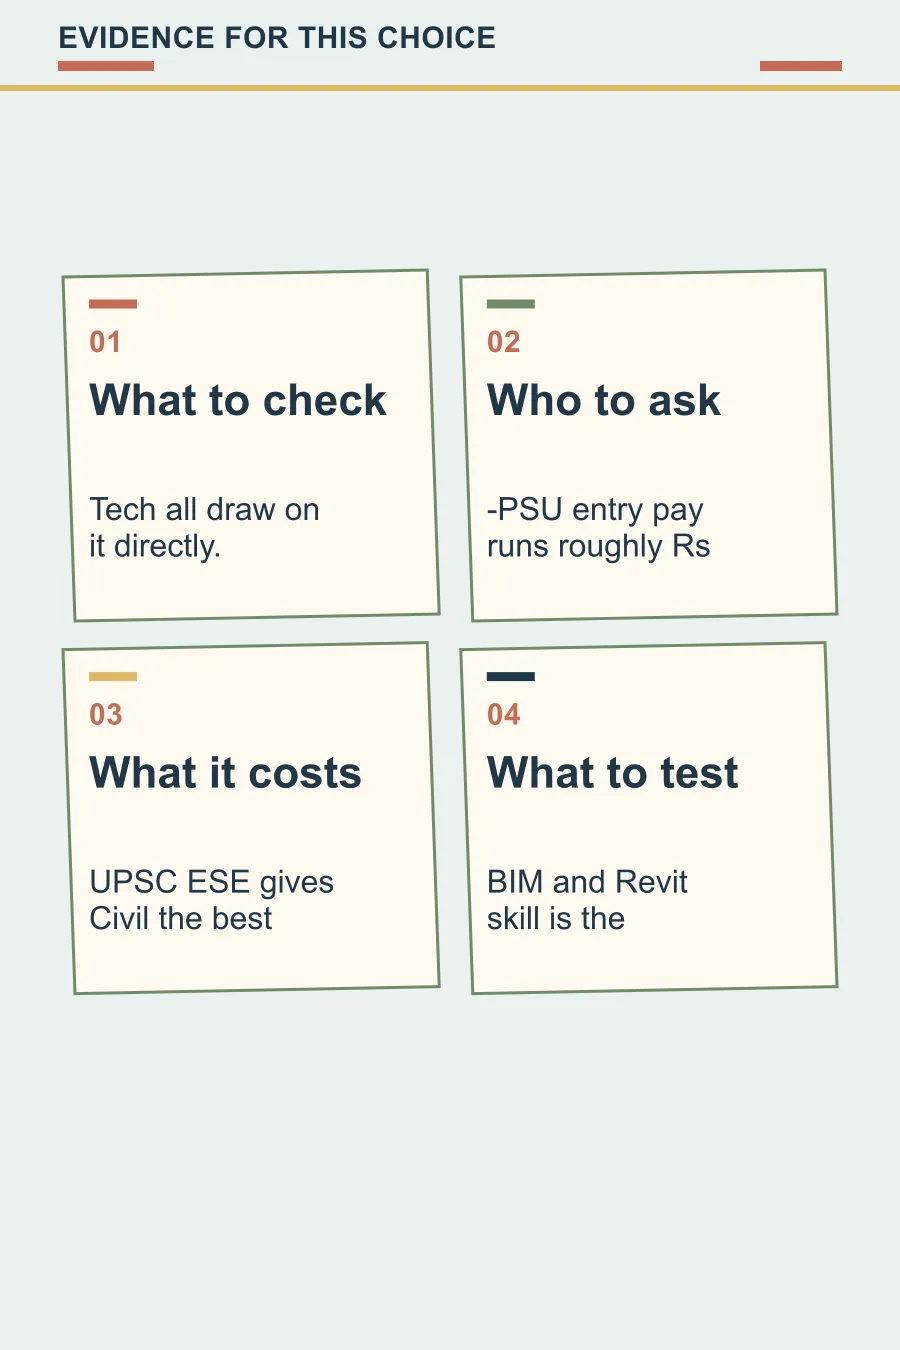 EVIDENCE FOR THIS CHOICE
01
What to check
Tech all draw on
it directly.
02
Who to ask
-PSU entry pay
runs roughly Rs
03
What it costs
UPSC ESE gives
Civil the best
04
What to test
BIM and Revit
skill is the